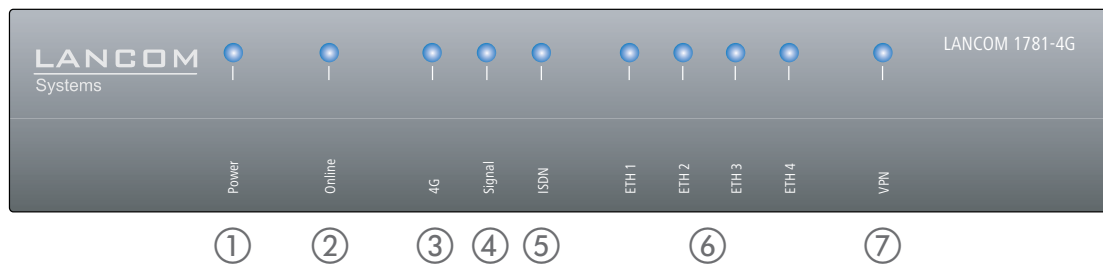 LANCOM
Systems
LANCOM 1781-4G
Power
Online
4G
Signal
ISDN
ETH 1
ETH 2
ETH 3
ETH 4
VPN
① ② ③ ④ ⑤ ⑥ ⑦